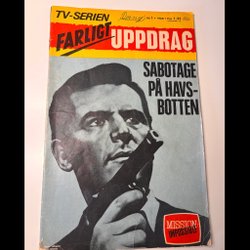 TV-SERIEN
FARLIGT UPPDRAG
SABOTAGE
PÅ HAVS-
BOTTEN
MISSION
IMPOSSIBLE